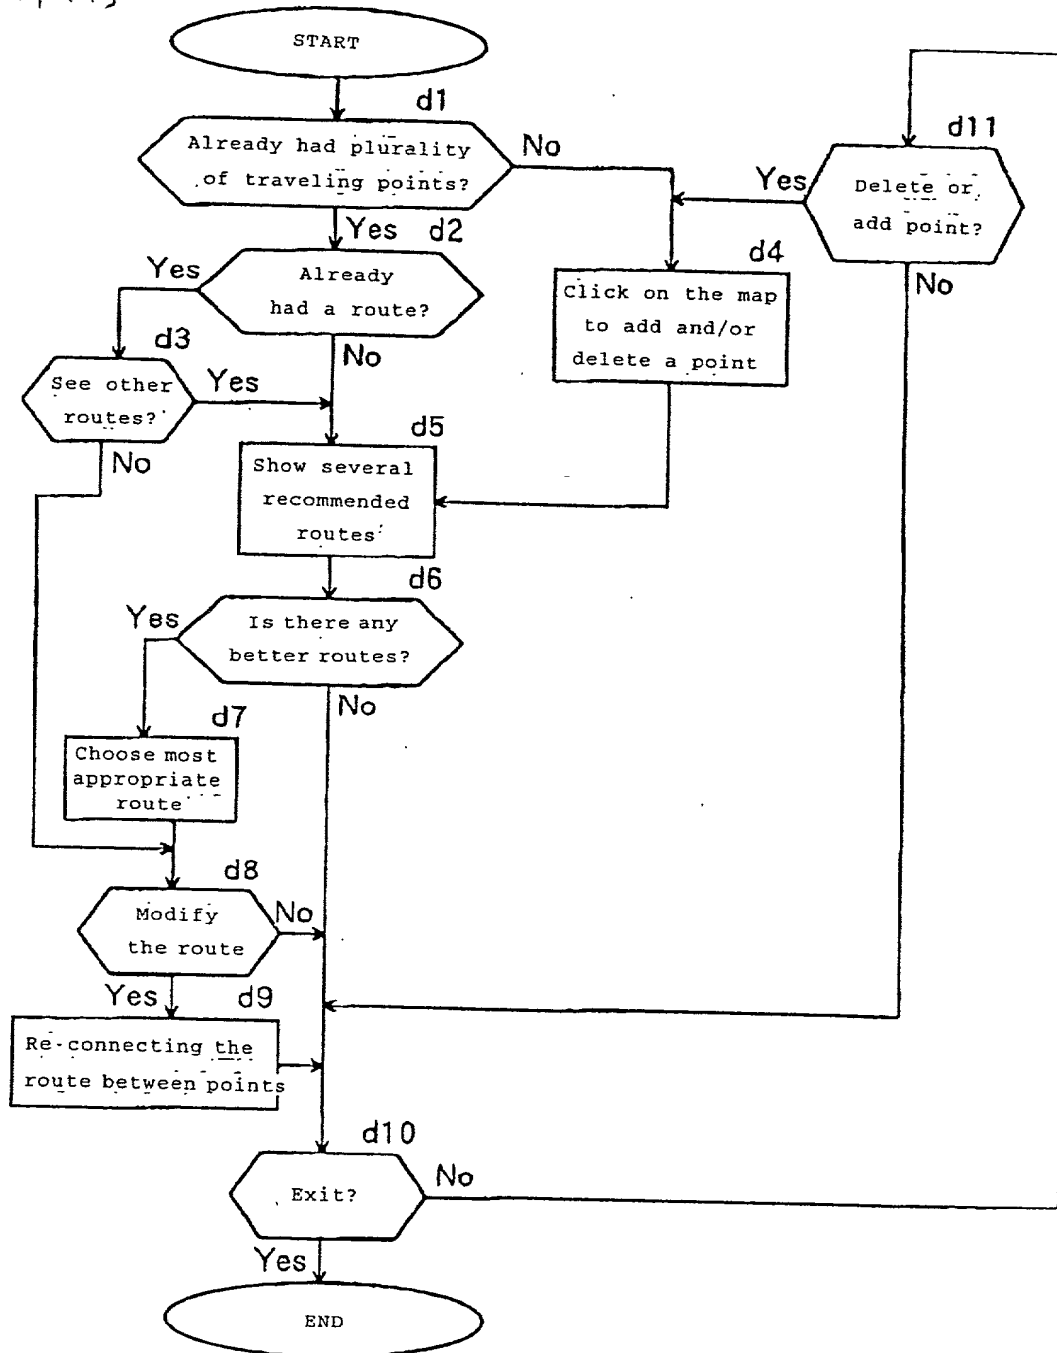 START
d1
Already had plurality
of traveling points?
No
Yes
d2
Already
had a route?
Yes
No
d3
See other
routes?
Yes
No
d11
Delete or
add point?
Yes
No
d4
Click on the map
to add and/or
delete a point
d5
Show several
recommended
routes
d6
Is there any
better routes?
Yes
No
d7
Choose most
appropriate
route
d8
Modify
the route
No
Yes
d9
Re-connecting the
route between points
d10
Exit?
No
Yes
END